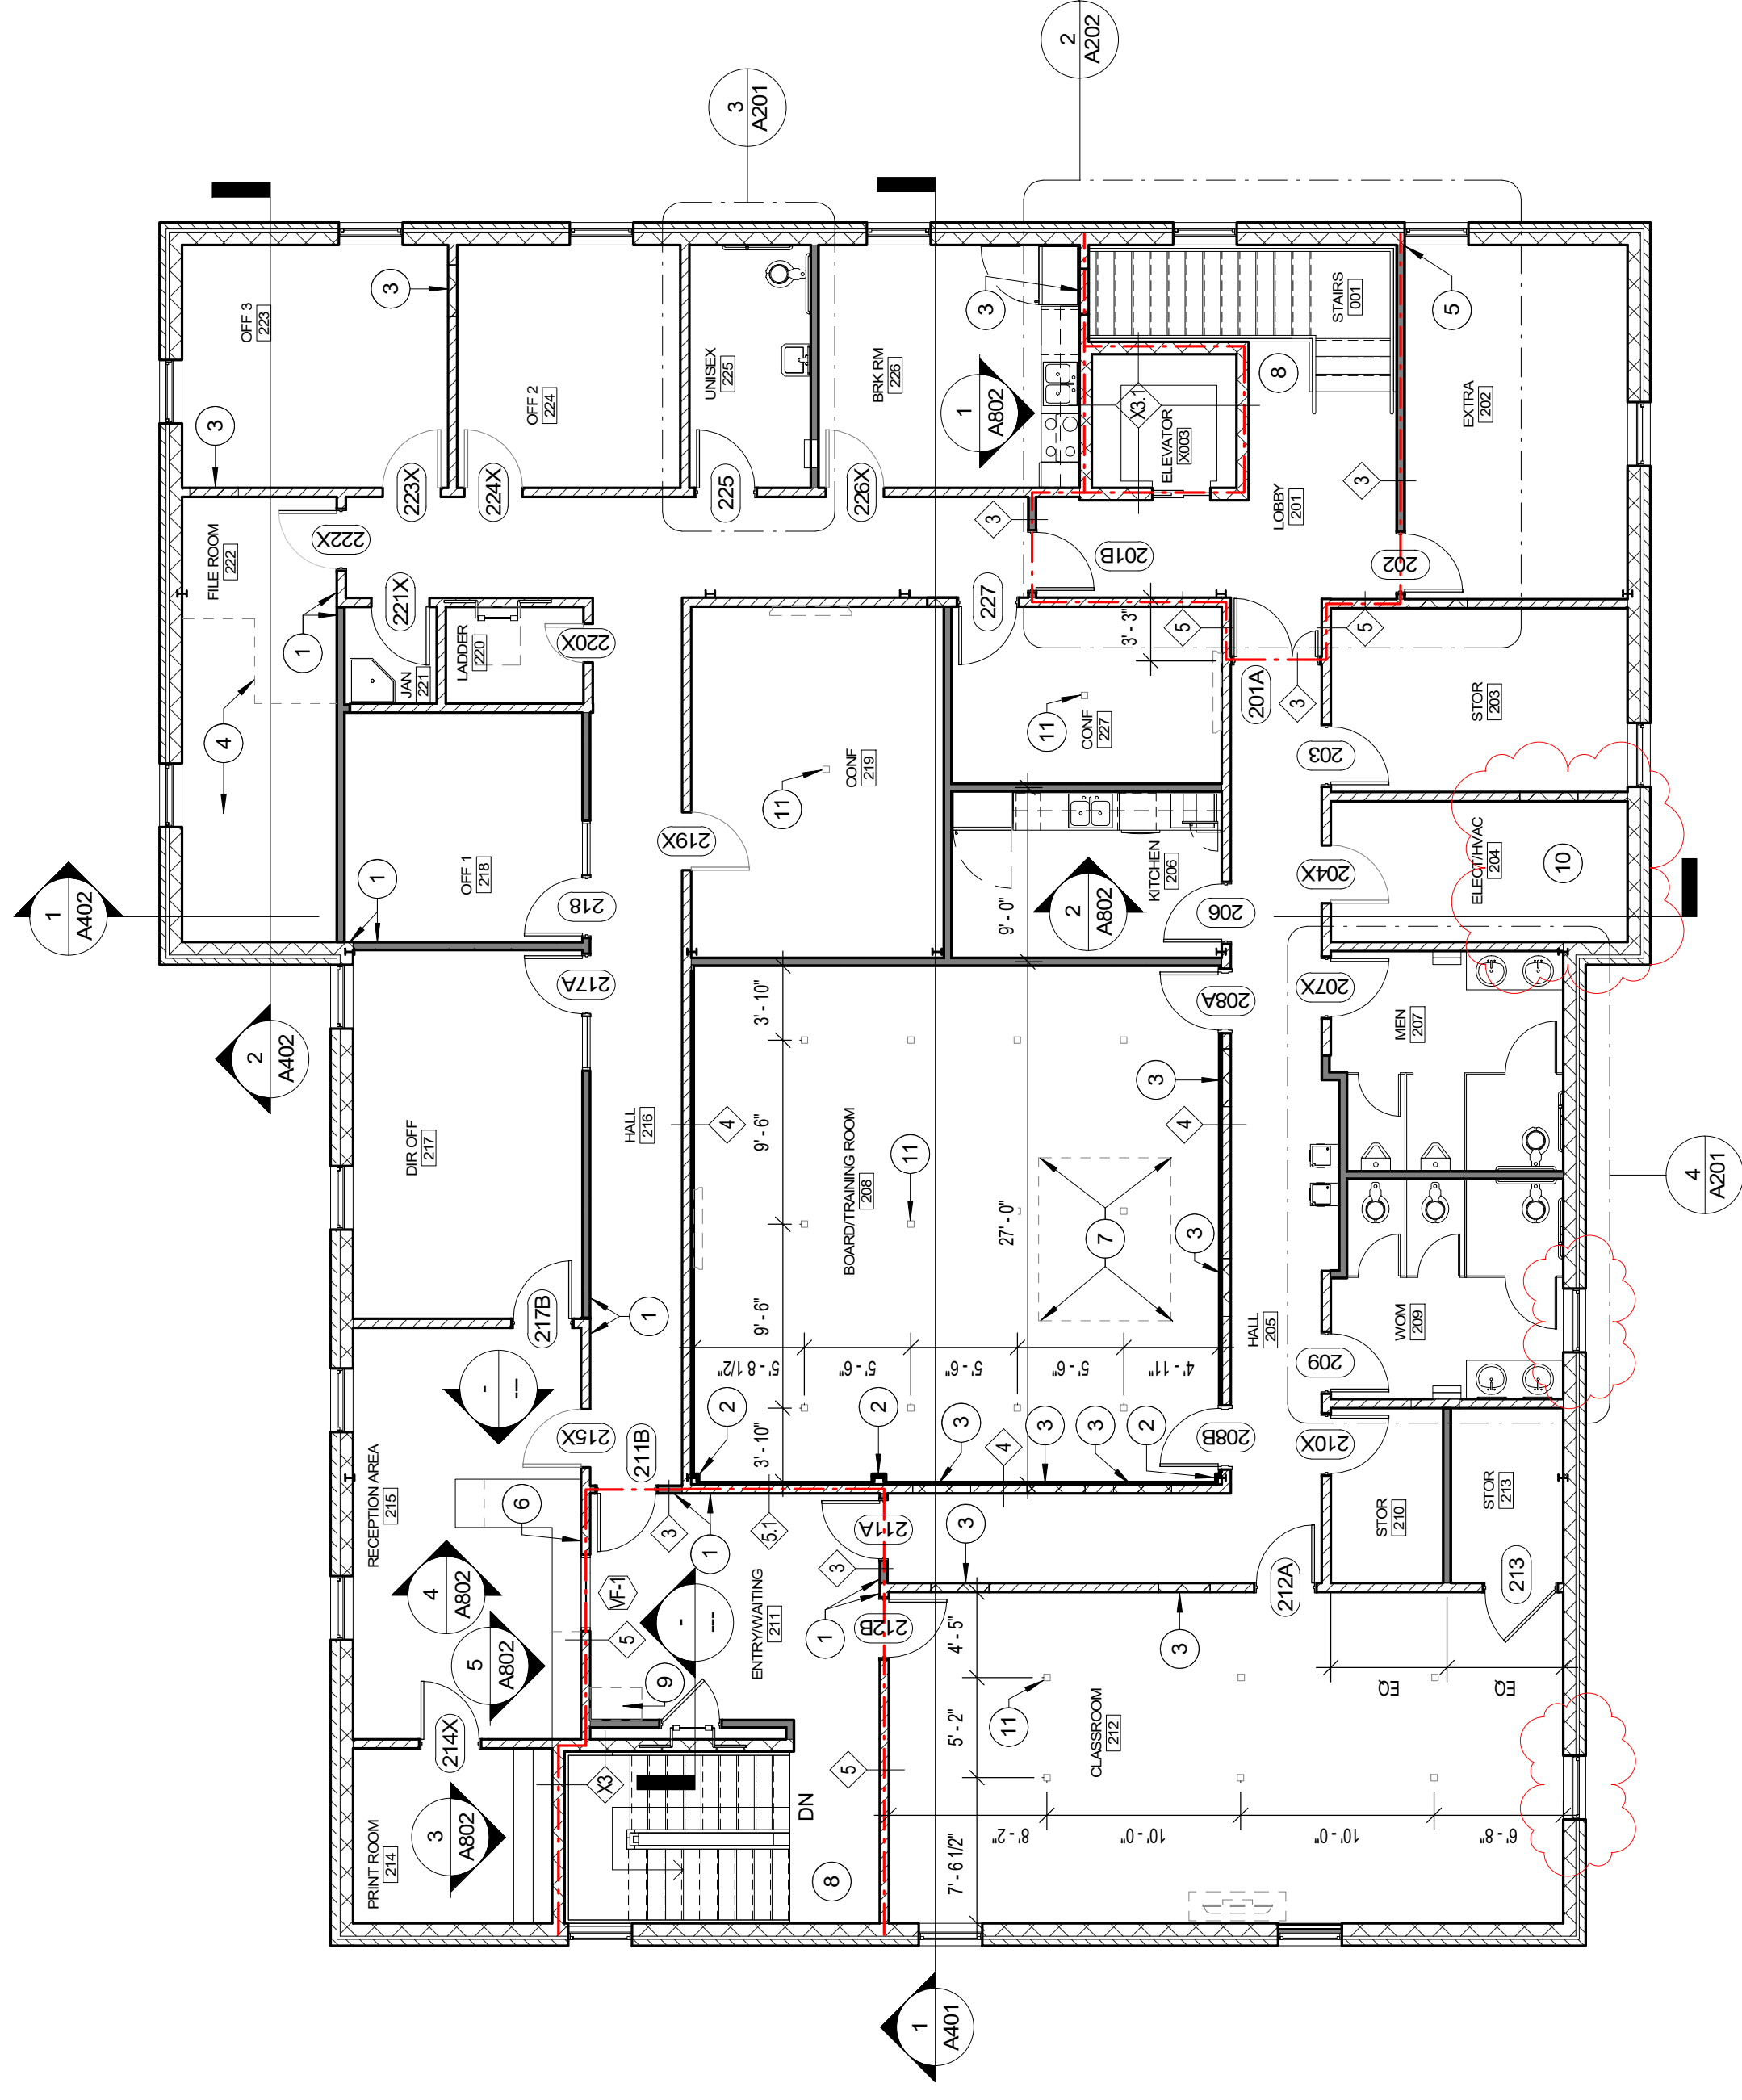 1
A402
2
A402
3
A201
2
A202
4
A201
1
A401
OFF 3
223
3
3
FILE ROOM
222
222X
223X
224X
OFF 2
224
UNISEX
225
225
BRK RM
226
226X
1
A802
3
STAIRS
001
8
ELEVATOR
X003
X3.1
LOBBY
201
201B
3
3
EXTRA
202
202
5
4
1
JAN
221
221X
LADDER
220
220X
OFF 1
218
218
1
219X
CONF
219
11
227
CONF
227
11
3' - 3"
5
5
201A
3
STOR
203
203
ELECT/HVAC
204
204X
10
KITCHEN
206
206
2
A802
9' - 0"
DIR OFF
217
217A
217B
HALL
216
1
4
BOARD/TRAINING ROOM
208
11
3' - 10"
9' - 6"
9' - 6"
3' - 10"
27' - 0"
5' - 8 1/2"
5' - 6"
5' - 6"
5' - 6"
4' - 11"
7
3
3
4
208A
208B
2
2
2
3
3
3
4
HALL
205
MEN
207
207X
WOM
209
209
210X
STOR
210
STOR
213
213
RECEPTION AREA
215
215X
-
---
4
A802
5
A802
6
211B
3
1
5.1
VF-1
5
ENTRY/WAITING
211
-
---
9
211A
3
1
212B
3
212A
3
PRINT ROOM
214
214X
3
A802
X3
DN
8
5
CLASSROOM
212
11
4' - 5"
5' - 2"
7' - 6 1/2"
8' - 2"
10' - 0"
10' - 0"
6' - 8"
EQ
EQ